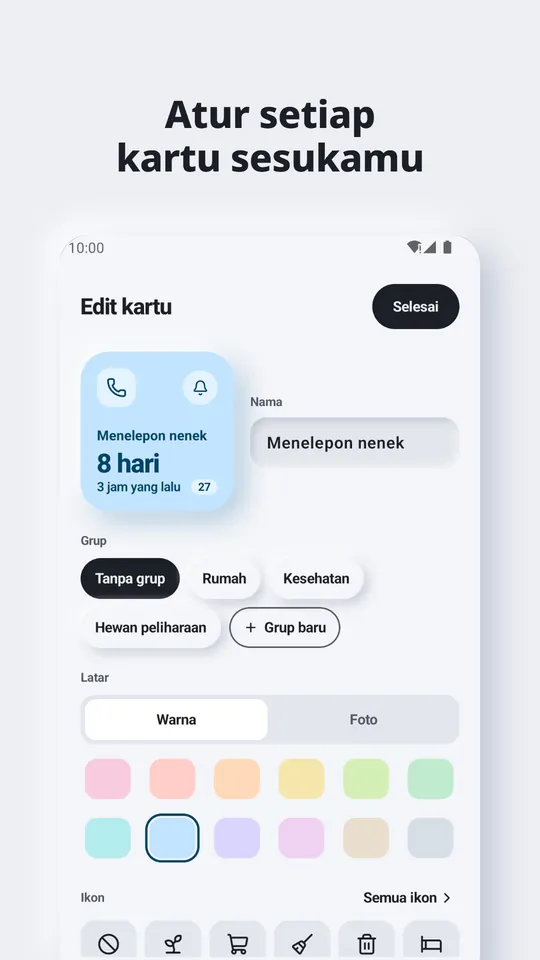 Atur setiap
kartu sesukamu
10:00
Edit kartu
Selesai
Menelepon nenek
8 hari
3 jam yang lalu 27
Nama
Menelepon nenek
Grup
Tanpa grup Rumah Kesehatan
Hewan peliharaan + Grup baru
Latar
Warna Foto
Ikon Semua ikon